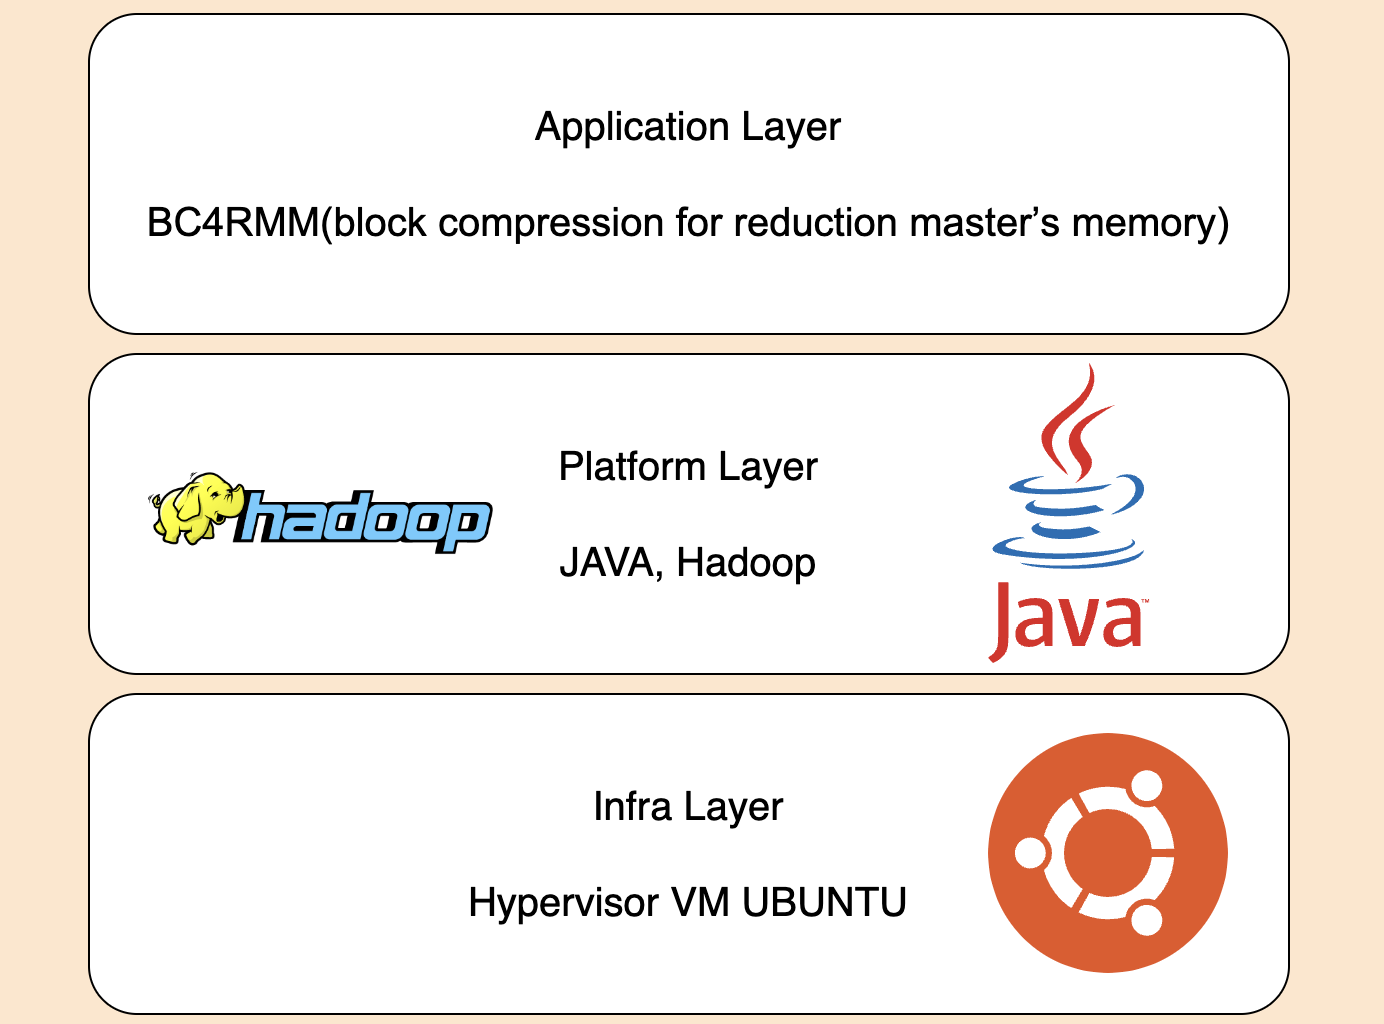 Application Layer
BC4RMM(block compression for reduction master’s memory)
hadoop
Platform Layer
JAVA, Hadoop
Java™
Infra Layer
Hypervisor VM UBUNTU